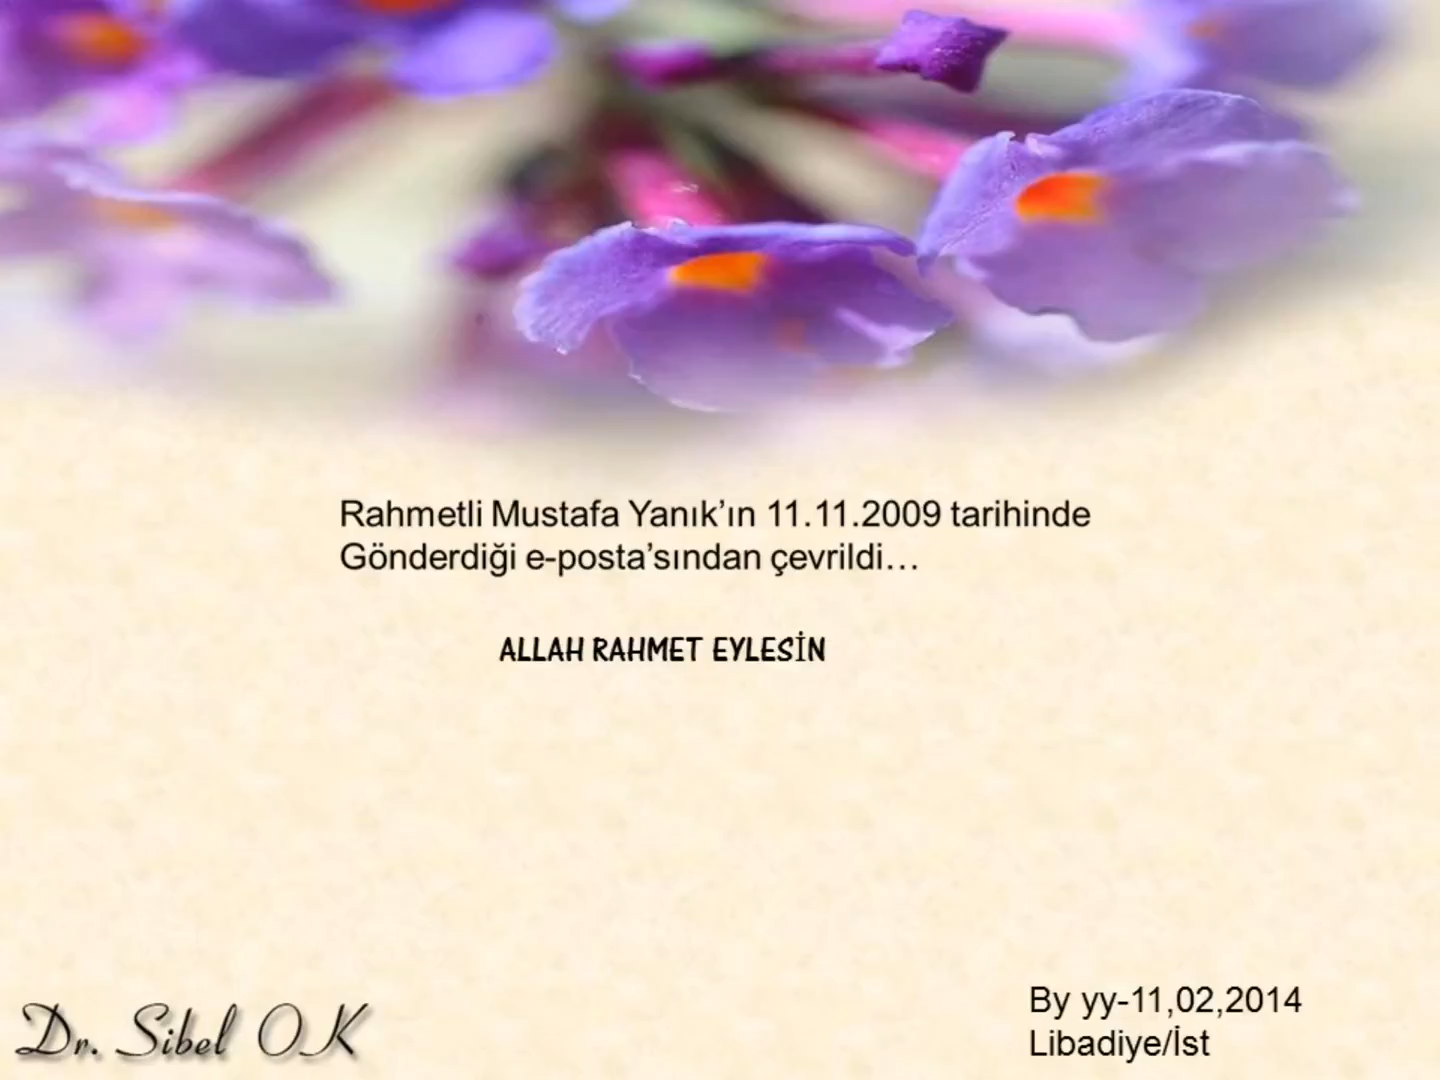 Rahmetli Mustafa Yanık’ın 11.11.2009 tarihinde
Gönderdiği e-posta’sından çevrildi…
ALLAH RAHMET EYLESİN
Dr. Sibel OK
By yy-11,02,2014
Libadiye/İst